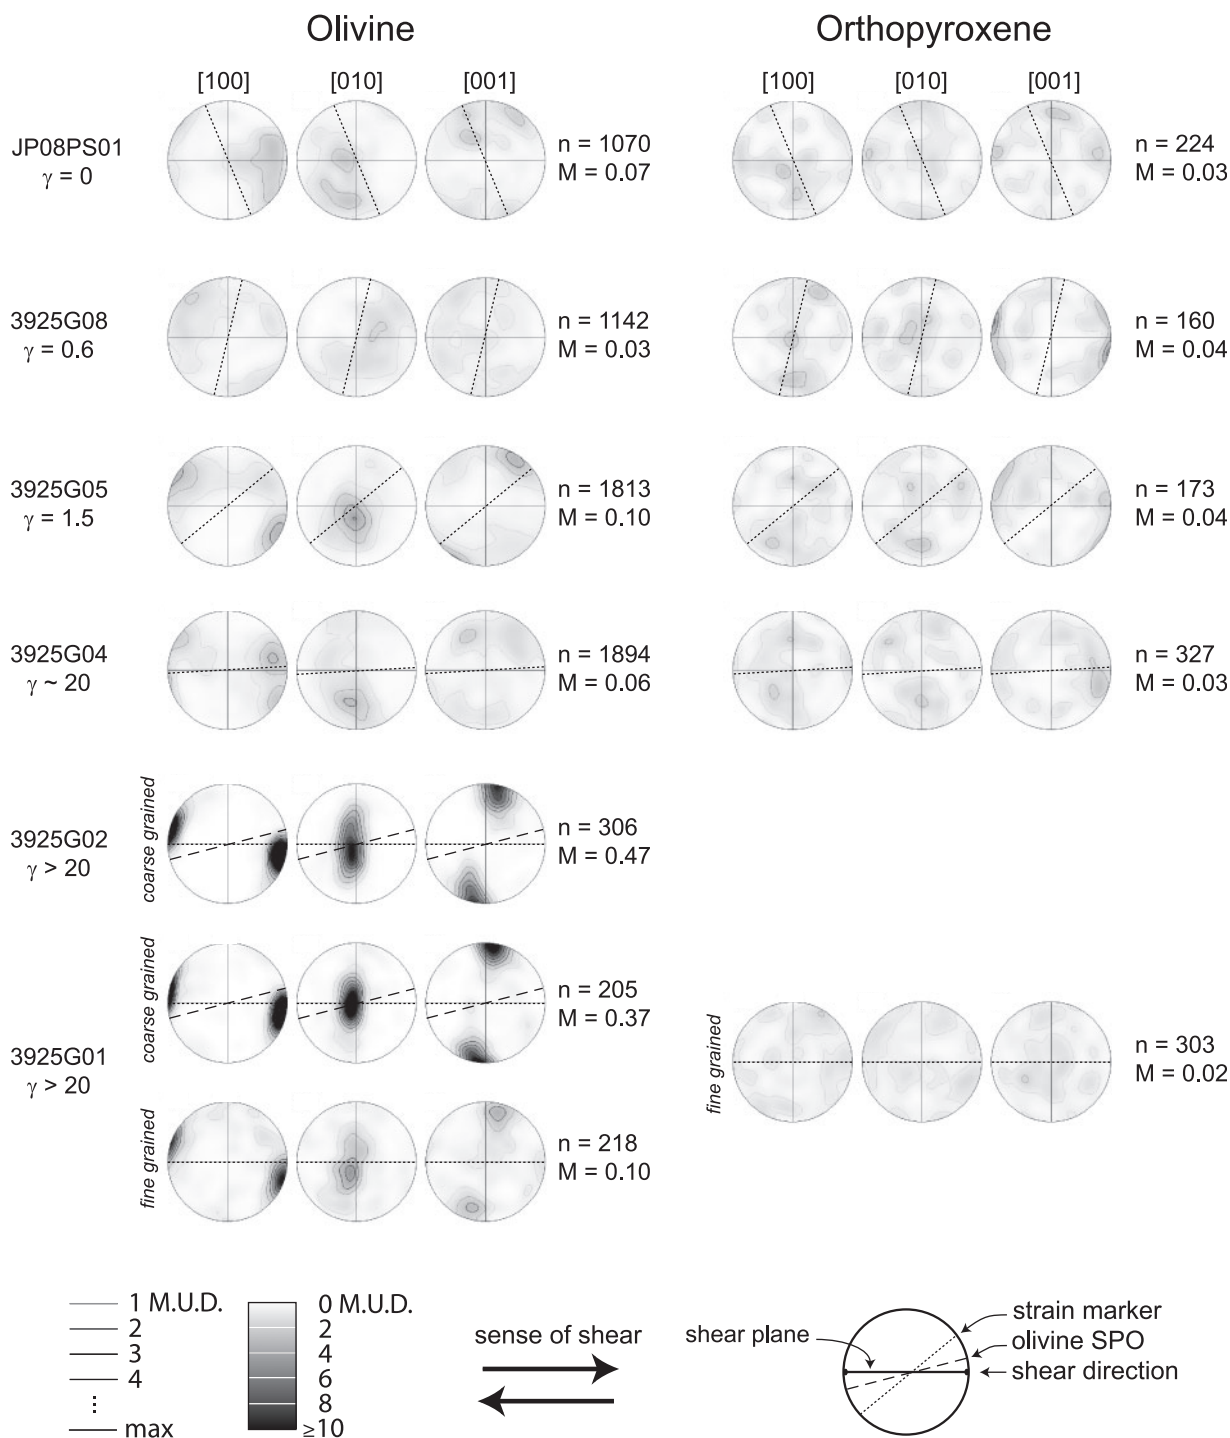 Olivine
Orthopyroxene
[100] [010] [001]
[100] [010] [001]
JP08PS01
γ = 0
n = 1070
M = 0.07
n = 224
M = 0.03
3925G08
γ = 0.6
n = 1142
M = 0.03
n = 160
M = 0.04
3925G05
γ = 1.5
n = 1813
M = 0.10
n = 173
M = 0.04
3925G04
γ ~ 20
n = 1894
M = 0.06
n = 327
M = 0.03
3925G02
γ > 20
coarse grained
n = 306
M = 0.47
3925G01
γ > 20
coarse grained
n = 205
M = 0.37
fine grained
n = 218
M = 0.10
fine grained
n = 303
M = 0.02
1 M.U.D.
2
3
4
⋮
max
0 M.U.D.
2
4
6
8
≥10
sense of shear
shear plane
strain marker
olivine SPO
shear direction